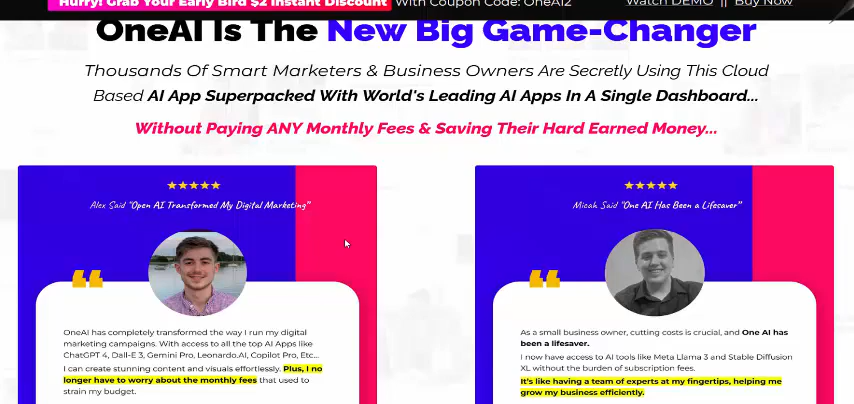 Hurry! Grab Your Early Bird $2 Instant Discount With Coupon Code: OneAI2
Watch DEMO || Buy Now
OneAI Is The New Big Game-Changer
Thousands Of Smart Marketers & Business Owners Are Secretly Using This Cloud
Based AI App Superpacked With World's Leading AI Apps In A Single Dashboard...
Without Paying ANY Monthly Fees & Saving Their Hard Earned Money...
Alex Said "Open AI Transformed My Digital Marketing"
OneAI has completely transformed the way I run my digital
marketing campaigns. With access to all the top AI Apps like
ChatGPT 4, Dall-E 3, Gemini Pro, Leonardo.AI, Copilot Pro, Etc...
I can create stunning content and visuals effortlessly. Plus, I no
longer have to worry about the monthly fees that used to
strain my budget.
Micah Said "One AI Has Been a Lifesaver"
As a small business owner, cutting costs is crucial, and One AI has
been a lifesaver.
I now have access to AI tools like Meta Llama 3 and Stable Diffusion
XL without the burden of subscription fees.
It's like having a team of experts at my fingertips, helping me
grow my business efficiently.